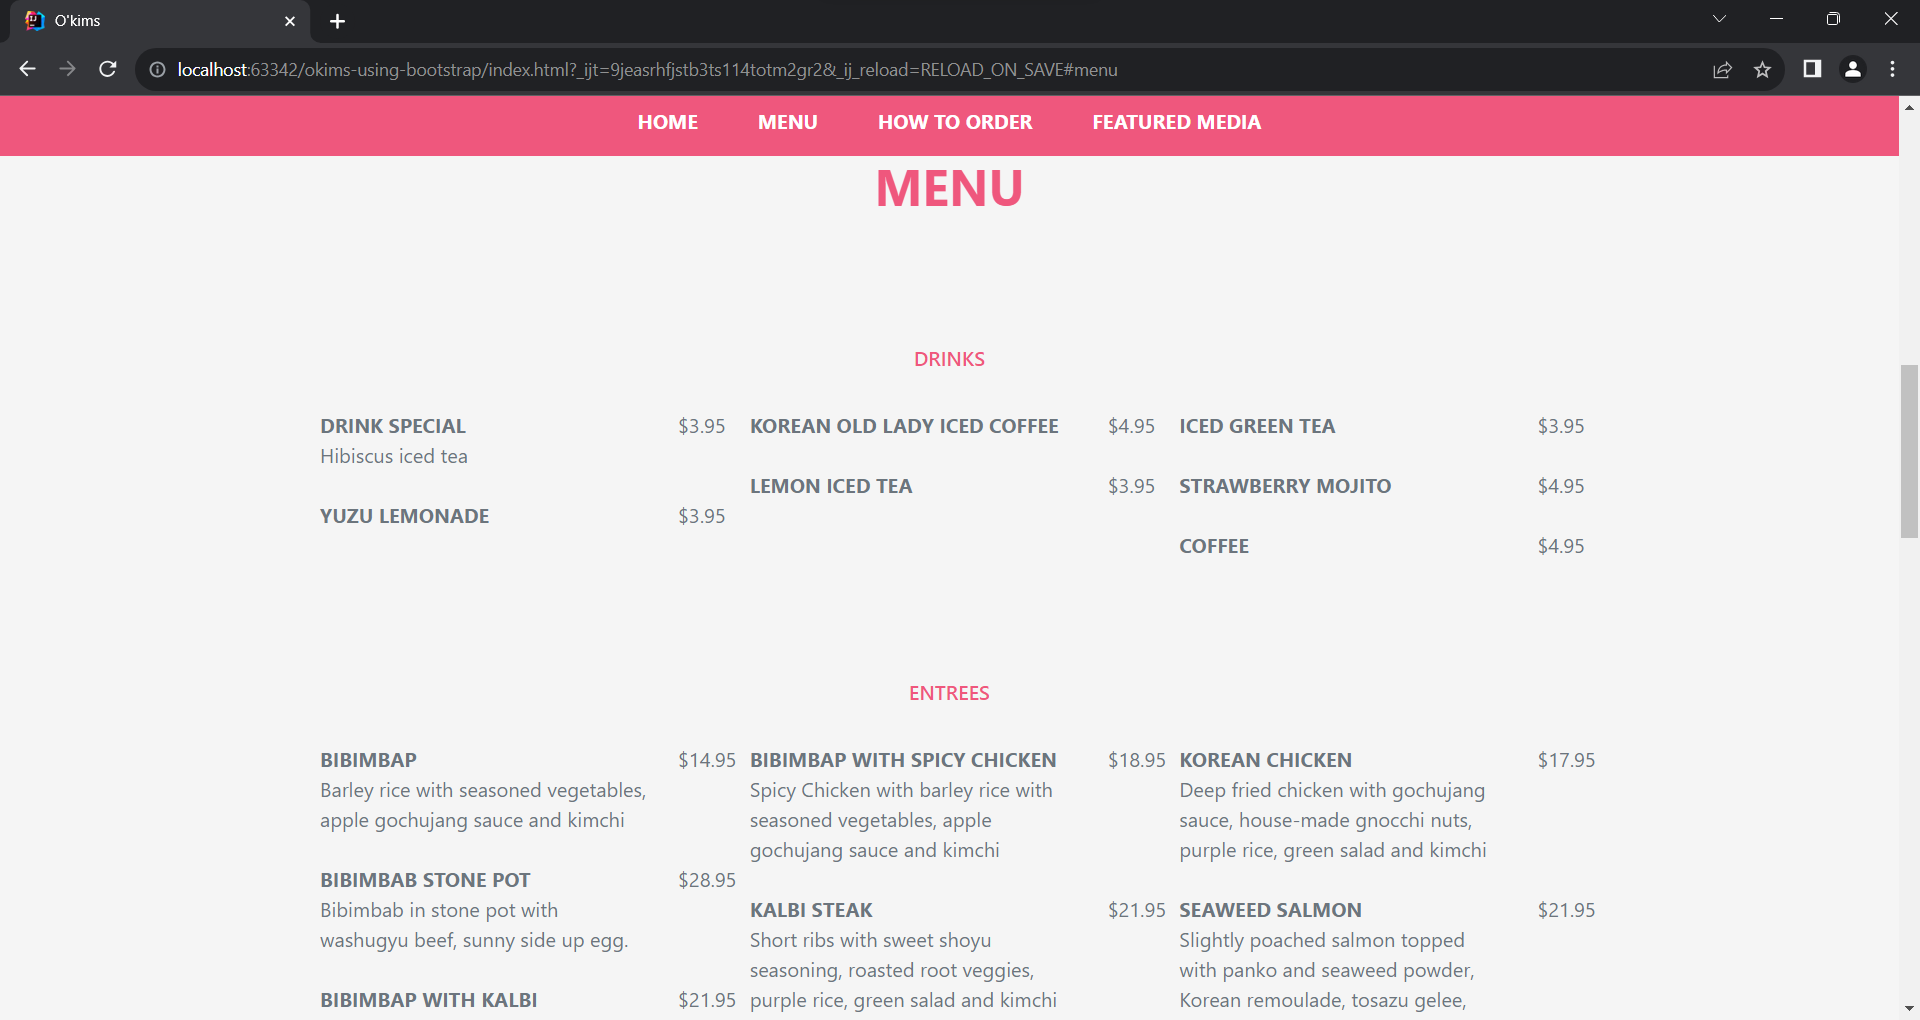 O'kims
localhost:63342/okims-using-bootstrap/index.html?_ijt=9jeasrhfjstb3ts114totm2gr2&_ij_reload=RELOAD_ON_SAVE#menu
HOME MENU HOW TO ORDER FEATURED MEDIA
MENU
DRINKS
DRINK SPECIAL $3.95
Hibiscus iced tea
YUZU LEMONADE $3.95
KOREAN OLD LADY ICED COFFEE $4.95
LEMON ICED TEA $3.95
ICED GREEN TEA $3.95
STRAWBERRY MOJITO $4.95
COFFEE $4.95
ENTREES
BIBIMBAP $14.95
Barley rice with seasoned vegetables,
apple gochujang sauce and kimchi
BIBIMBAB STONE POT $28.95
Bibimbab in stone pot with
washugyu beef, sunny side up egg.
BIBIMBAP WITH KALBI $21.95
BIBIMBAP WITH SPICY CHICKEN $18.95
Spicy Chicken with barley rice with
seasoned vegetables, apple
gochujang sauce and kimchi
KALBI STEAK $21.95
Short ribs with sweet shoyu
seasoning, roasted root veggies,
purple rice, green salad and kimchi
KOREAN CHICKEN $17.95
Deep fried chicken with gochujang
sauce, house-made gnocchi nuts,
purple rice, green salad and kimchi
SEAWEED SALMON $21.95
Slightly poached salmon topped
with panko and seaweed powder,
Korean remoulade, tosazu gelee,